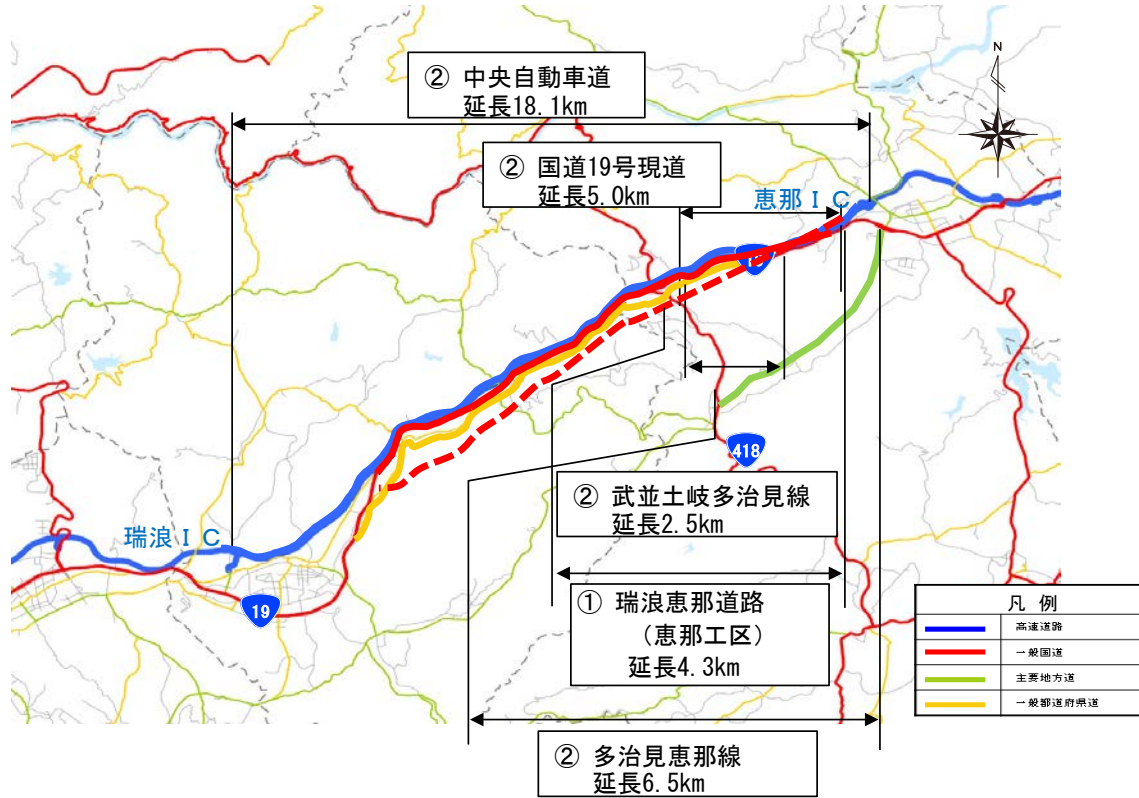 ② 中央自動車道
延長18.1km
N
② 国道19号現道
延長5.0km
恵那ＩＣ
418
② 武並土岐多治見線
延長2.5km
瑞浪ＩＣ
19
① 瑞浪恵那道路
（恵那工区）
延長4.3km
② 多治見恵那線
延長6.5km
凡 例
高速道路
一般国道
主要地方道
一般都道府県道